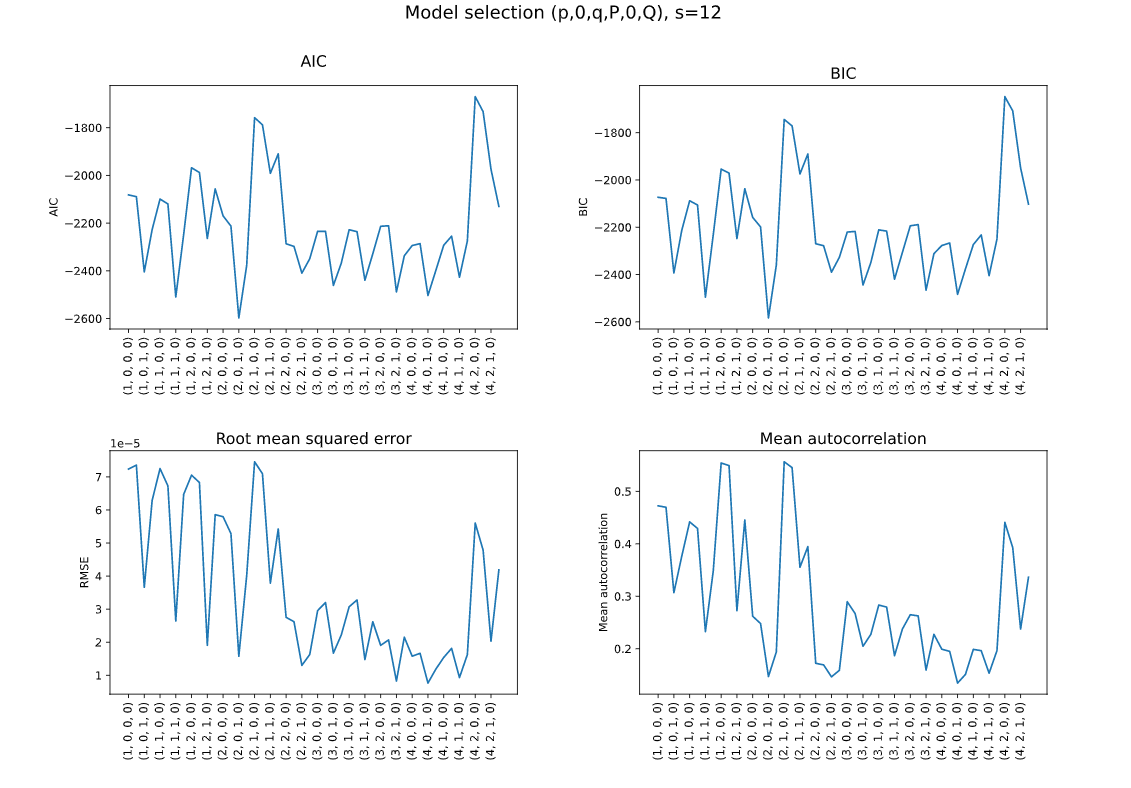 Model selection (p,0,q,P,0,Q), s=12
AIC
AIC
−1800
−2000
−2200
−2400
−2600
(1, 0, 0, 0)
(1, 0, 1, 0)
(1, 1, 0, 0)
(1, 1, 1, 0)
(1, 2, 0, 0)
(1, 2, 1, 0)
(2, 0, 0, 0)
(2, 0, 1, 0)
(2, 1, 0, 0)
(2, 1, 1, 0)
(2, 2, 0, 0)
(2, 2, 1, 0)
(3, 0, 0, 0)
(3, 0, 1, 0)
(3, 1, 0, 0)
(3, 1, 1, 0)
(3, 2, 0, 0)
(3, 2, 1, 0)
(4, 0, 0, 0)
(4, 0, 1, 0)
(4, 1, 0, 0)
(4, 1, 1, 0)
(4, 2, 0, 0)
(4, 2, 1, 0)
BIC
BIC
−1800
−2000
−2200
−2400
−2600
(1, 0, 0, 0)
(1, 0, 1, 0)
(1, 1, 0, 0)
(1, 1, 1, 0)
(1, 2, 0, 0)
(1, 2, 1, 0)
(2, 0, 0, 0)
(2, 0, 1, 0)
(2, 1, 0, 0)
(2, 1, 1, 0)
(2, 2, 0, 0)
(2, 2, 1, 0)
(3, 0, 0, 0)
(3, 0, 1, 0)
(3, 1, 0, 0)
(3, 1, 1, 0)
(3, 2, 0, 0)
(3, 2, 1, 0)
(4, 0, 0, 0)
(4, 0, 1, 0)
(4, 1, 0, 0)
(4, 1, 1, 0)
(4, 2, 0, 0)
(4, 2, 1, 0)
Root mean squared error
1e−5
RMSE
7
6
5
4
3
2
1
(1, 0, 0, 0)
(1, 0, 1, 0)
(1, 1, 0, 0)
(1, 1, 1, 0)
(1, 2, 0, 0)
(1, 2, 1, 0)
(2, 0, 0, 0)
(2, 0, 1, 0)
(2, 1, 0, 0)
(2, 1, 1, 0)
(2, 2, 0, 0)
(2, 2, 1, 0)
(3, 0, 0, 0)
(3, 0, 1, 0)
(3, 1, 0, 0)
(3, 1, 1, 0)
(3, 2, 0, 0)
(3, 2, 1, 0)
(4, 0, 0, 0)
(4, 0, 1, 0)
(4, 1, 0, 0)
(4, 1, 1, 0)
(4, 2, 0, 0)
(4, 2, 1, 0)
Mean autocorrelation
Mean autocorrelation
0.5
0.4
0.3
0.2
(1, 0, 0, 0)
(1, 0, 1, 0)
(1, 1, 0, 0)
(1, 1, 1, 0)
(1, 2, 0, 0)
(1, 2, 1, 0)
(2, 0, 0, 0)
(2, 0, 1, 0)
(2, 1, 0, 0)
(2, 1, 1, 0)
(2, 2, 0, 0)
(2, 2, 1, 0)
(3, 0, 0, 0)
(3, 0, 1, 0)
(3, 1, 0, 0)
(3, 1, 1, 0)
(3, 2, 0, 0)
(3, 2, 1, 0)
(4, 0, 0, 0)
(4, 0, 1, 0)
(4, 1, 0, 0)
(4, 1, 1, 0)
(4, 2, 0, 0)
(4, 2, 1, 0)